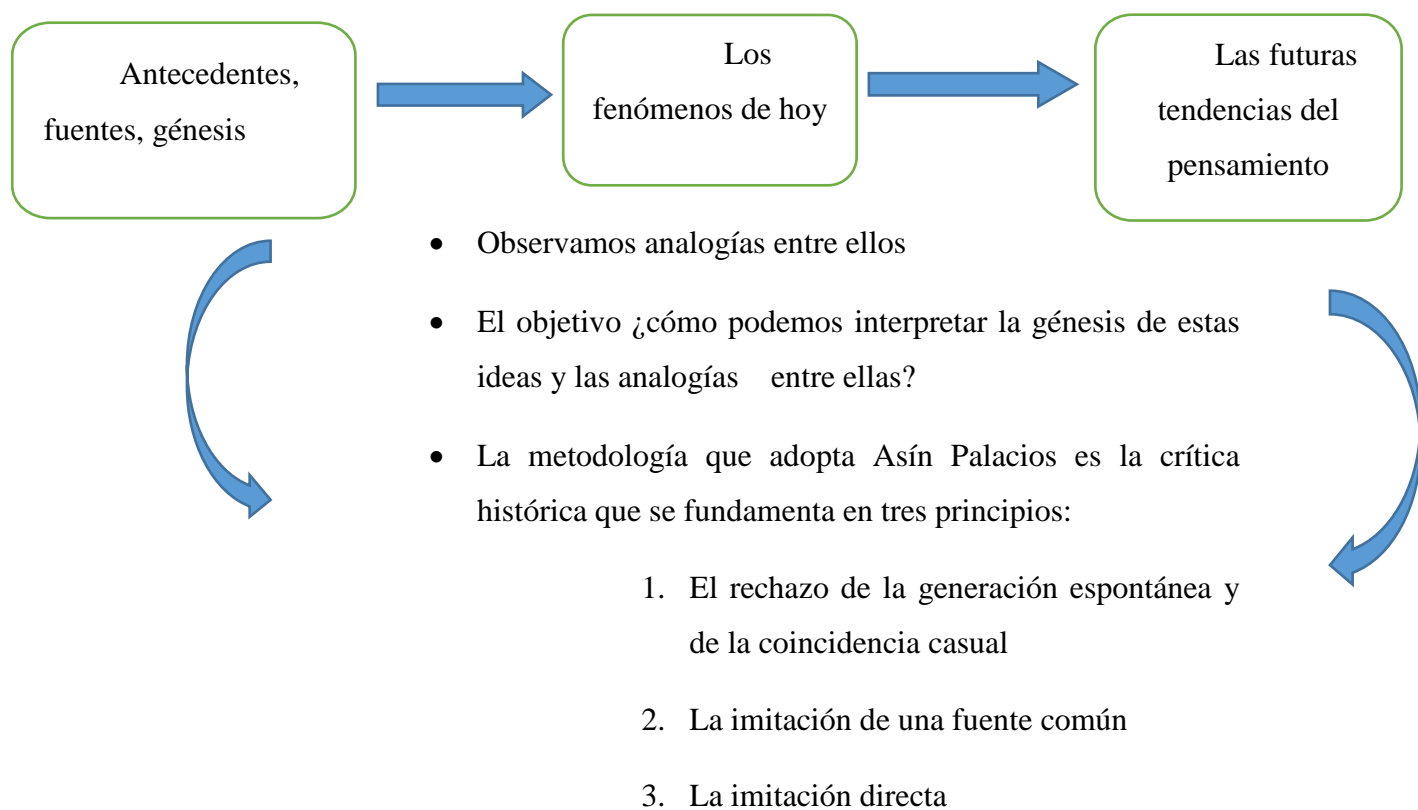 Antecedentes,
fuentes, génesis
Los
fenómenos de hoy
Las futuras
tendencias del
pensamiento
• Observamos analogías entre ellos
• El objetivo ¿cómo podemos interpretar la génesis de estas
ideas y las analogías entre ellas?
• La metodología que adopta Asín Palacios es la crítica
histórica que se fundamenta en tres principios:
1. El rechazo de la generación espontánea y
de la coincidencia casual
2. La imitación de una fuente común
3. La imitación directa